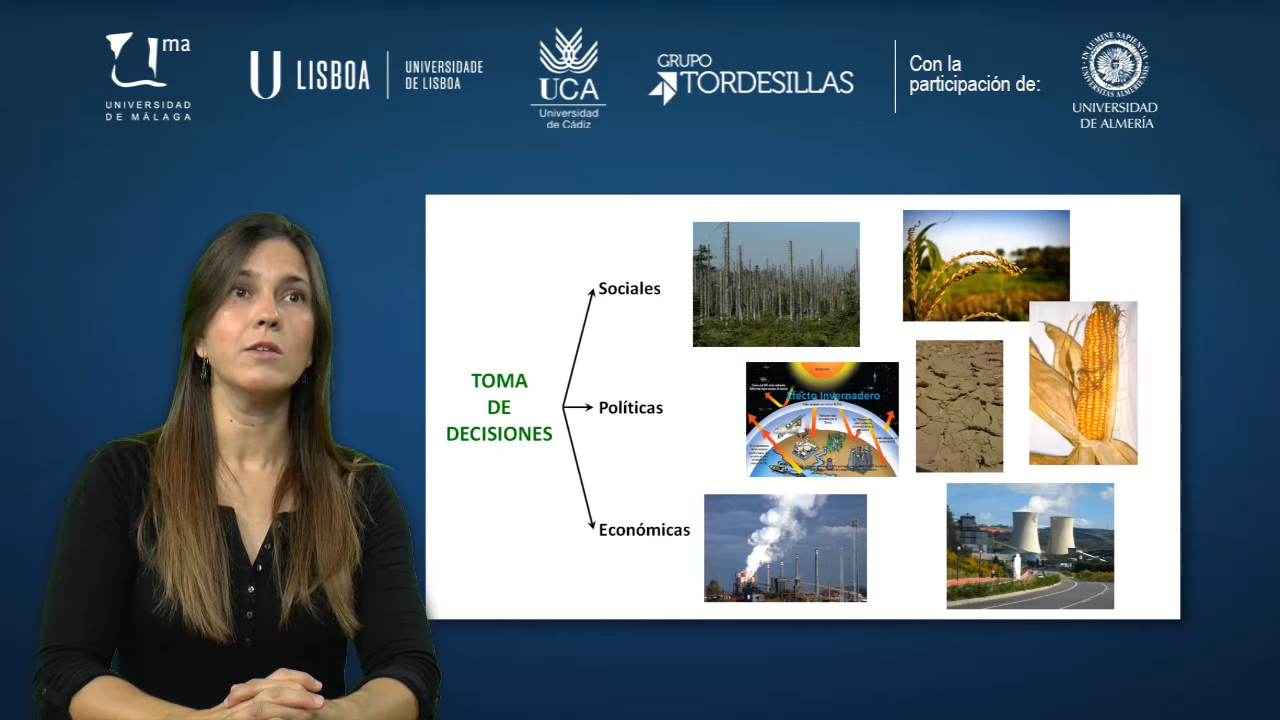 uma
UNIVERSIDAD
DE MÁLAGA
U LISBOA
UNIVERSIDADE
DE LISBOA
UCA
Universidad
de Cádiz
GRUPO
TORDESILLAS
Con la
participación de:
IN LUMINE SAPIENTIA
UNIVERSITAS ALMERIENSIS
UNIVERSIDAD
DE ALMERÍA
Sociales
TOMA
DE
DECISIONES
Políticas
Económicas
Efecto Invernadero